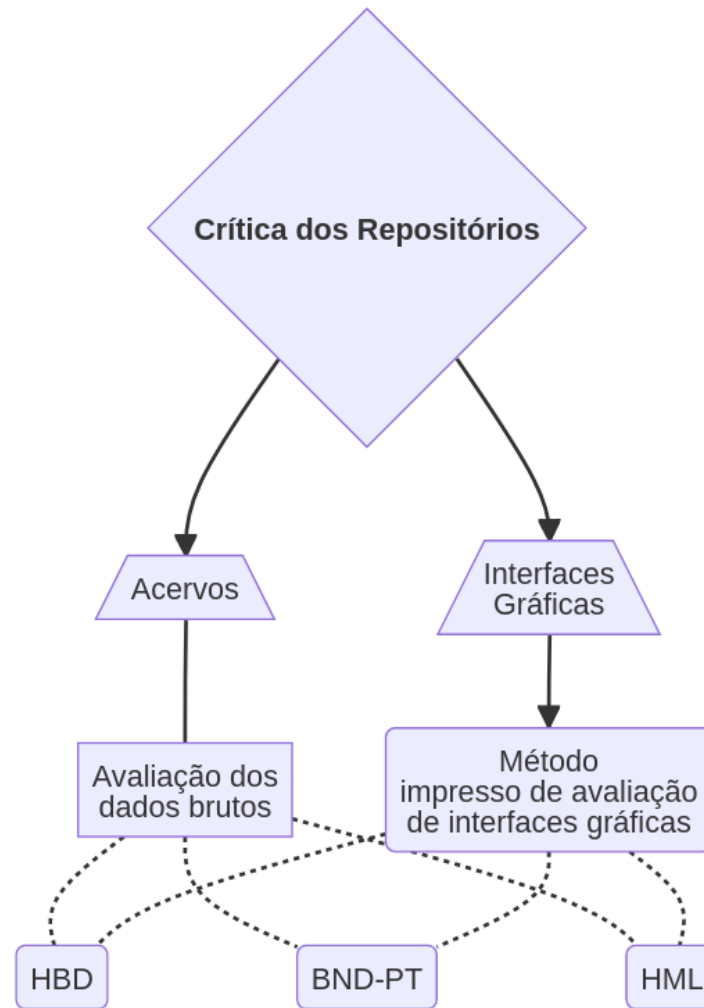 Crítica dos Repositórios
Acervos
Interfaces
Gráficas
Avaliação dos
dados brutos
Método
impresso de avaliação
de interfaces gráficas
HBD
BND-PT
HML